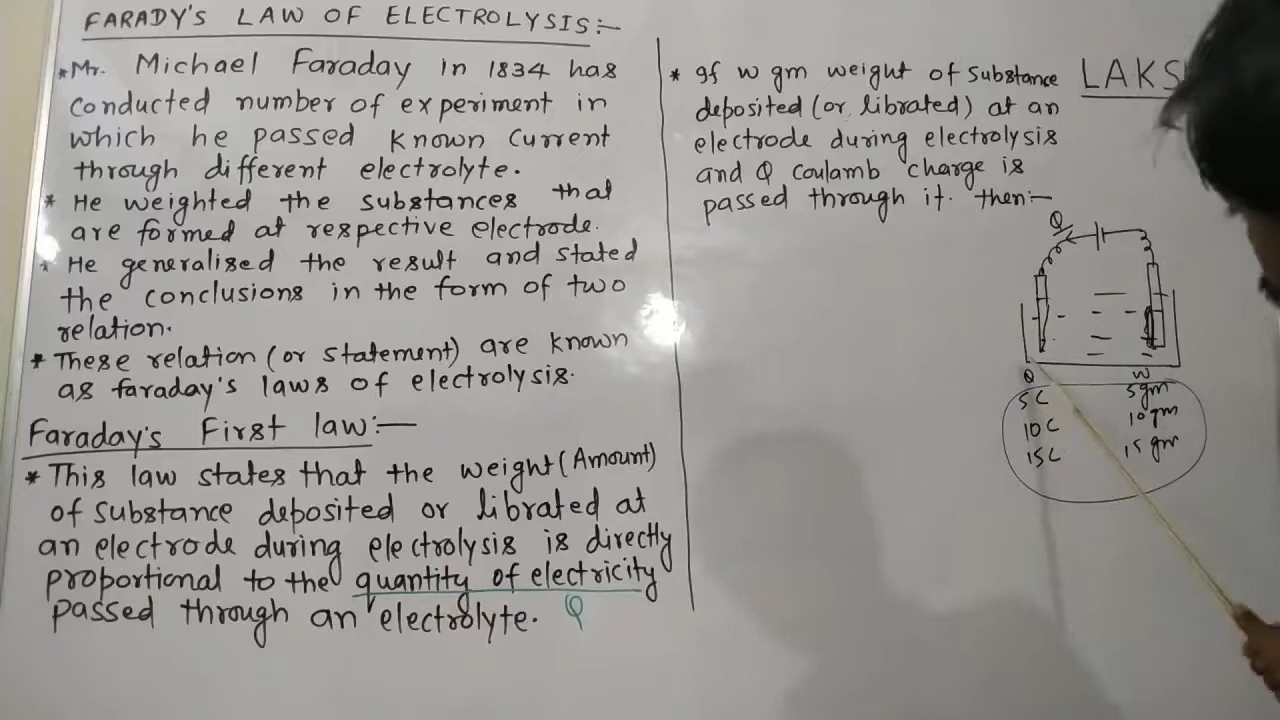 FARADY'S LAW OF ELECTROLYSIS:-
* Mr. Michael Faraday in 1834 has
conducted number of experiment in
which he passed known current
through different electrolyte.
* He weighted the substances that
are formed at respective electrode.
* He generalised the result and stated
the conclusions in the form of two
relation.
* These relation (or statement) are known
as faraday's laws of electrolysis.
Faraday's First law:-
* This law states that the weight (Amount)
of substance deposited or librated at
an electrode during electrolysis is directly
proportional to the quantity of electricity
passed through an electrolyte. Q
* If w gm weight of substance
deposited (or librated) at an
electrode during electrolysis
and Q coulamb charge is
passed through it. then:-
LAKS
Q
Q W
5C 5gm
10C 10gm
15C 15gm